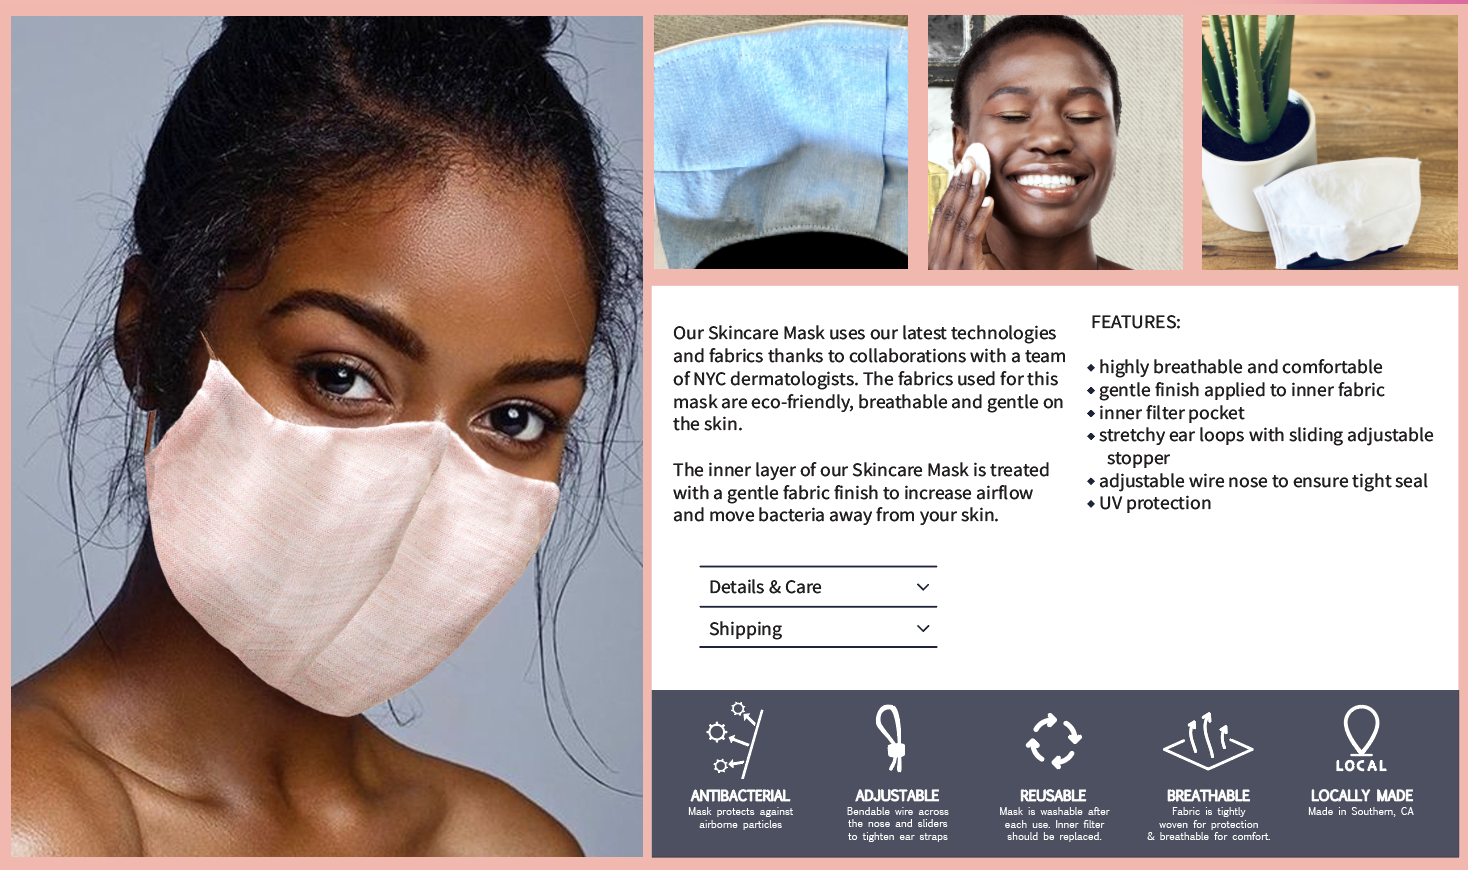 Our Skincare Mask uses our latest technologies
and fabrics thanks to collaborations with a team
of NYC dermatologists. The fabrics used for this
mask are eco-friendly, breathable and gentle on
the skin.
The inner layer of our Skincare Mask is treated
with a gentle fabric finish to increase airflow
and move bacteria away from your skin.
FEATURES:
highly breathable and comfortable
gentle finish applied to inner fabric
inner filter pocket
stretchy ear loops with sliding adjustable
stopper
adjustable wire nose to ensure tight seal
UV protection
Details & Care
Shipping
ANTIBACTERIAL
Mask protects against
airborne particles
ADJUSTABLE
Bendable wire across
the nose and sliders
to tighten ear straps
REUSABLE
Mask is washable after
each use. Inner filter
should be replaced.
BREATHABLE
Fabric is tightly
woven for protection
& breathable for comfort.
LOCAL
LOCALLY MADE
Made in Southern, CA